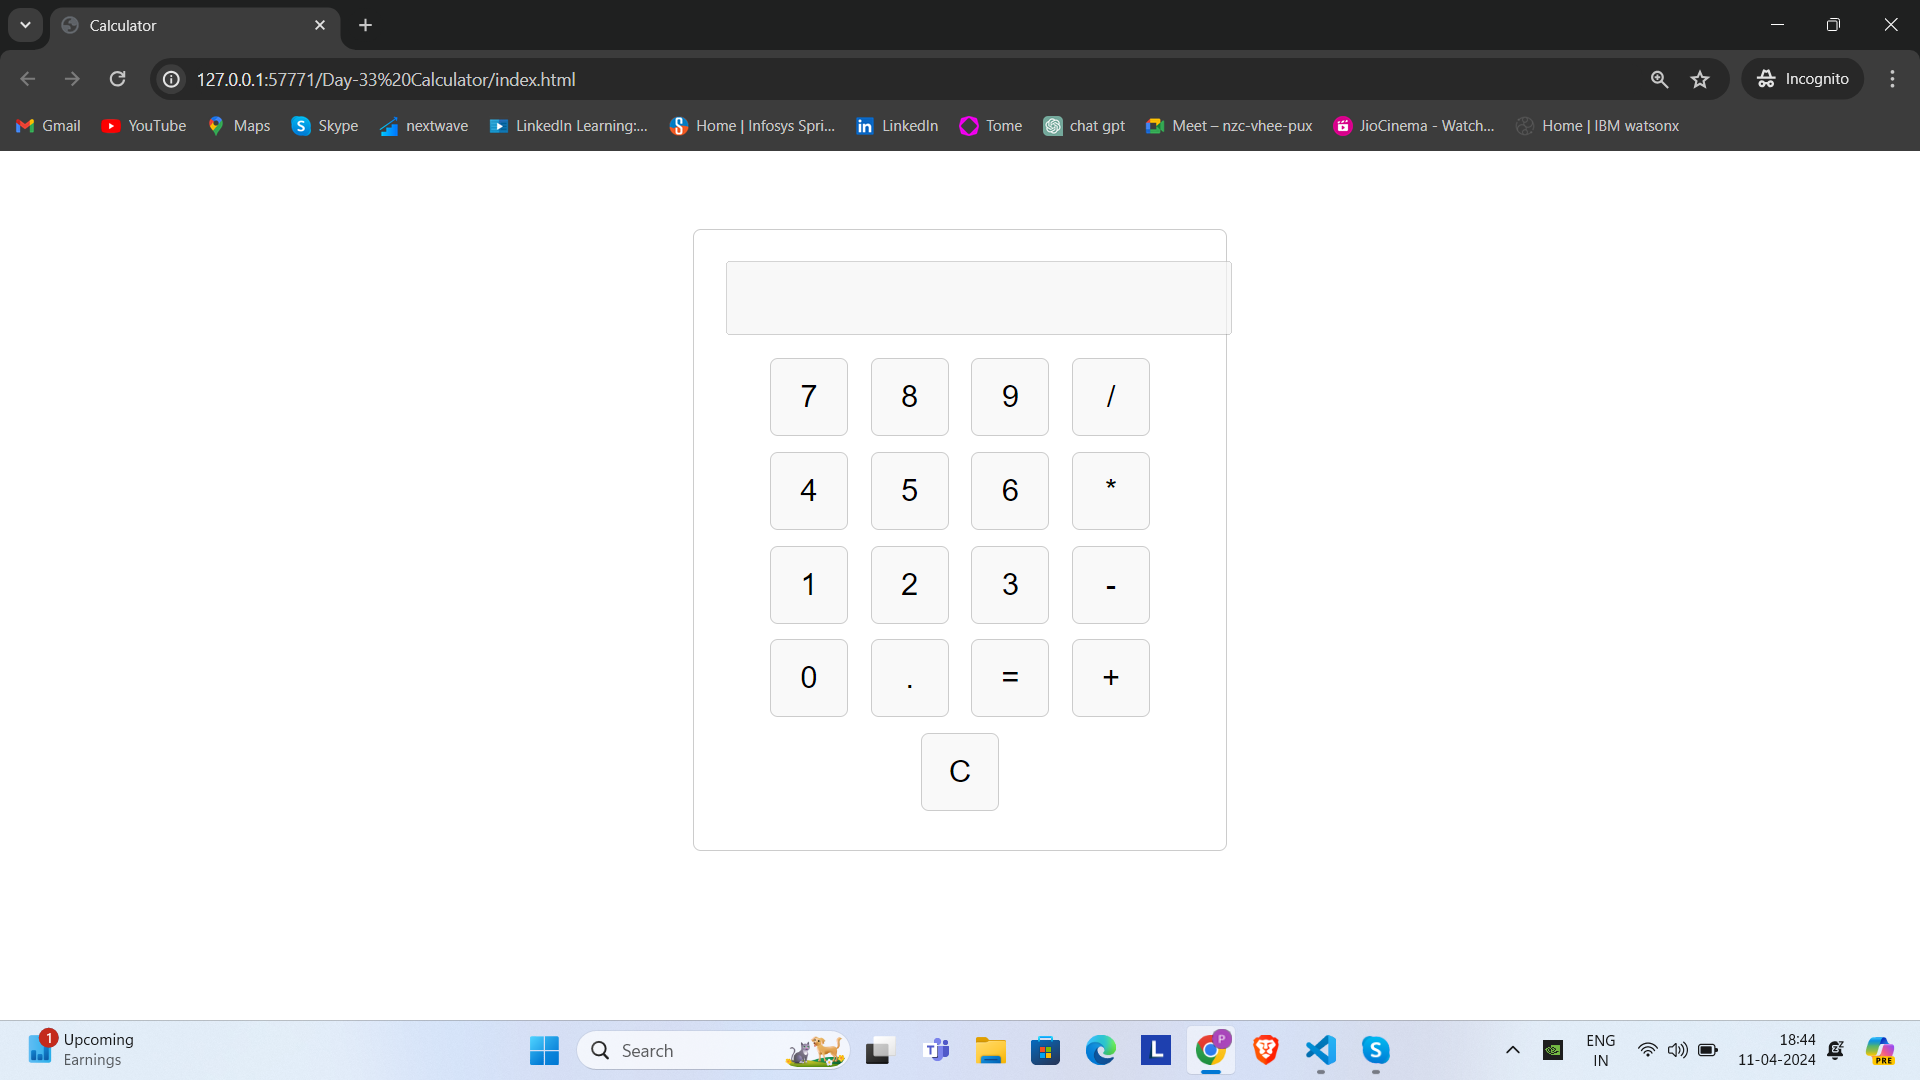 Calculator
127.0.0.1:57771/Day-33%20Calculator/index.html
Incognito
Gmail YouTube Maps Skype nextwave LinkedIn Learning:... Home | Infosys Spri... LinkedIn Tome chat gpt Meet – nzc-vhee-pux JioCinema - Watch... Home | IBM watsonx
7 8 9 /
4 5 6 *
1 2 3 -
0 . = +
C
1
Upcoming
Earnings
Search
L
P
S
ENG
IN
18:44
11-04-2024
PRE